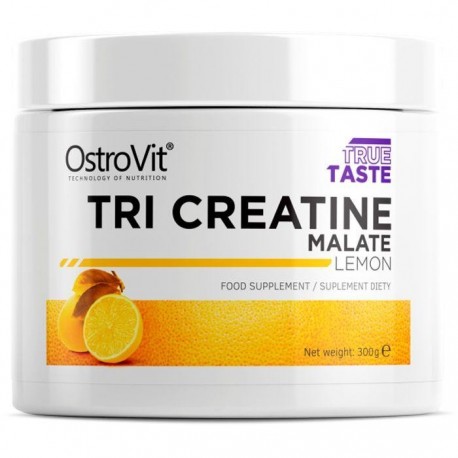 OstroVit®
TECHNOLOGY OF NUTRITION
TRUE
TASTE
TRI CREATINE
MALATE
LEMON
FOOD SUPPLEMENT / SUPLEMENT DIETY
Net weight: 300g ℮